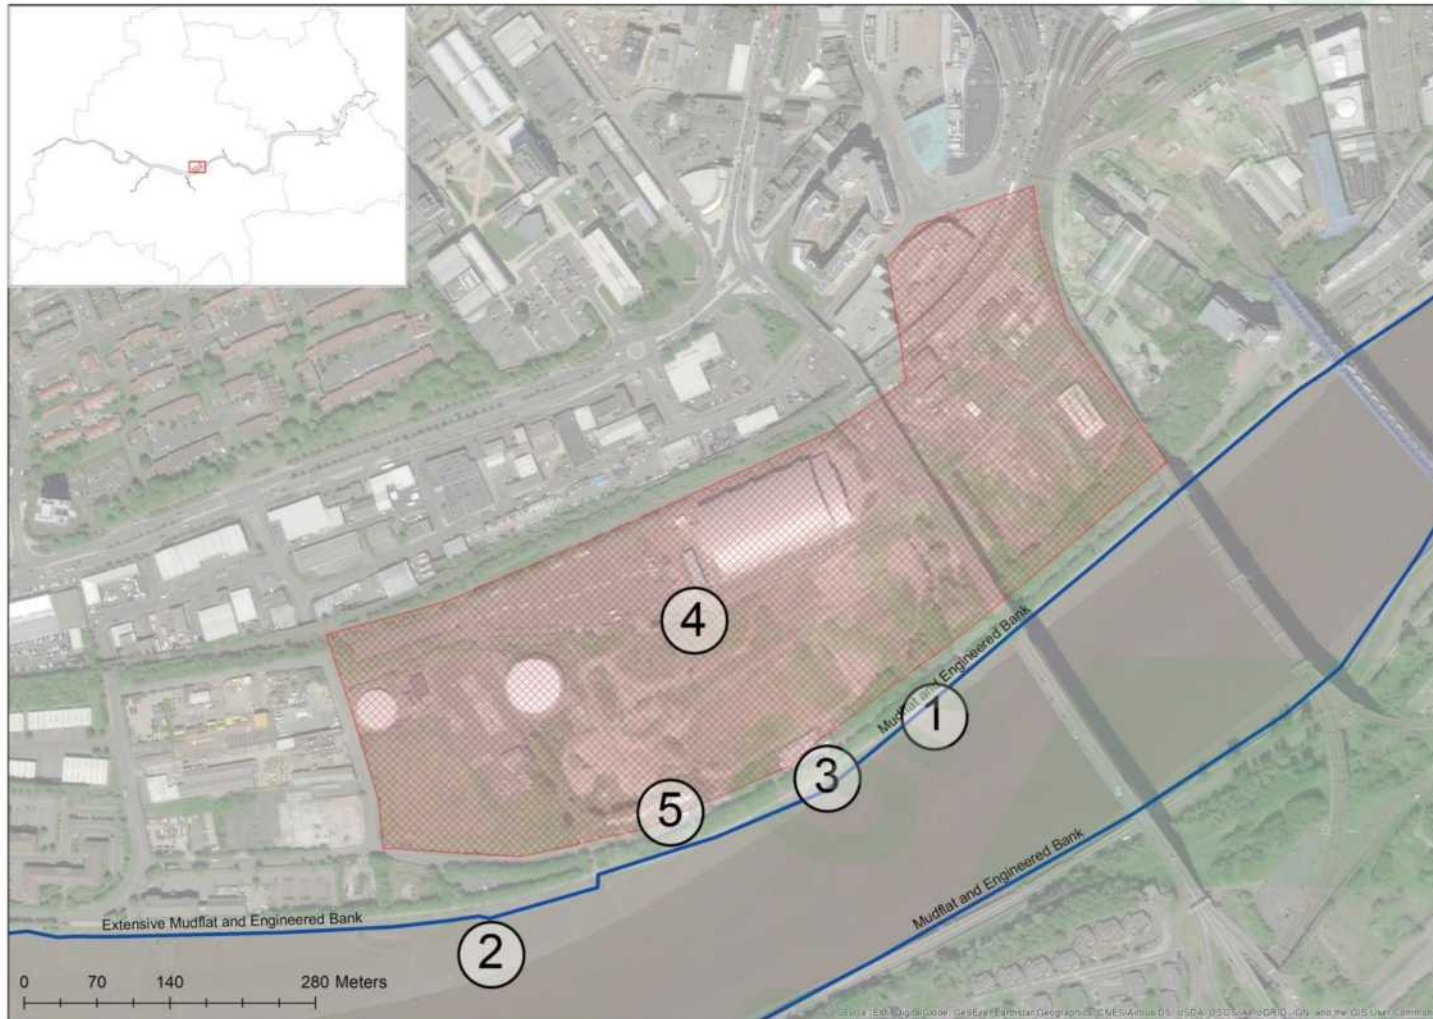 4
Mudflat and Engineered Bank
1
3
5
Mudflat and Engineered Bank
Extensive Mudflat and Engineered Bank
2
0 70 140 280 Meters